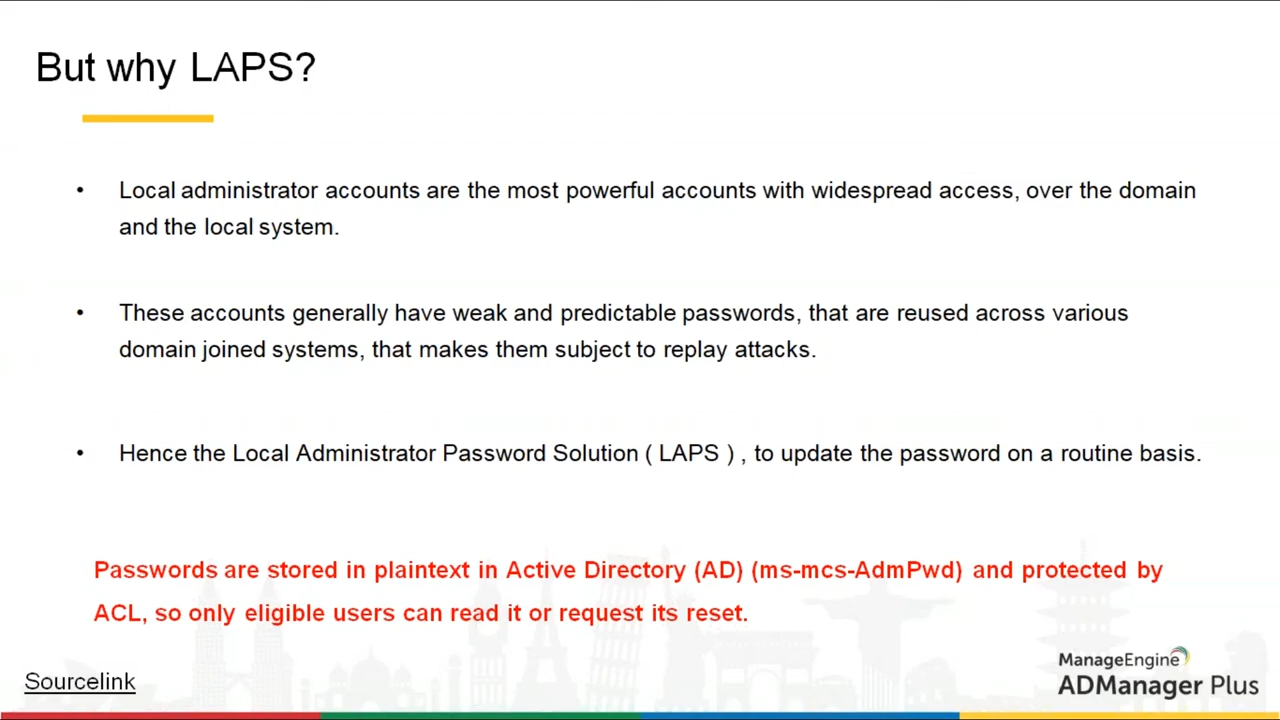 But why LAPS?
• Local administrator accounts are the most powerful accounts with widespread access, over the domain
and the local system.
• These accounts generally have weak and predictable passwords, that are reused across various
domain joined systems, that makes them subject to replay attacks.
• Hence the Local Administrator Password Solution ( LAPS ) , to update the password on a routine basis.
Passwords are stored in plaintext in Active Directory (AD) (ms-mcs-AdmPwd) and protected by
ACL, so only eligible users can read it or request its reset.
Sourcelink
ManageEngine
ADManager Plus